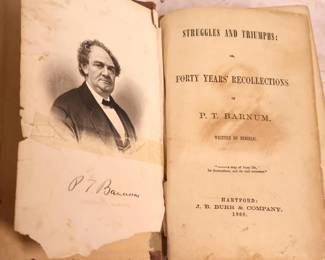 P T Barnum
STRUGGLES AND TRIUMPHS:
OR,
FORTY YEARS' RECOLLECTIONS
OF
P. T. BARNUM.
WRITTEN BY HIMSELF.
HARTFORD:
J. B. BURR & COMPANY.